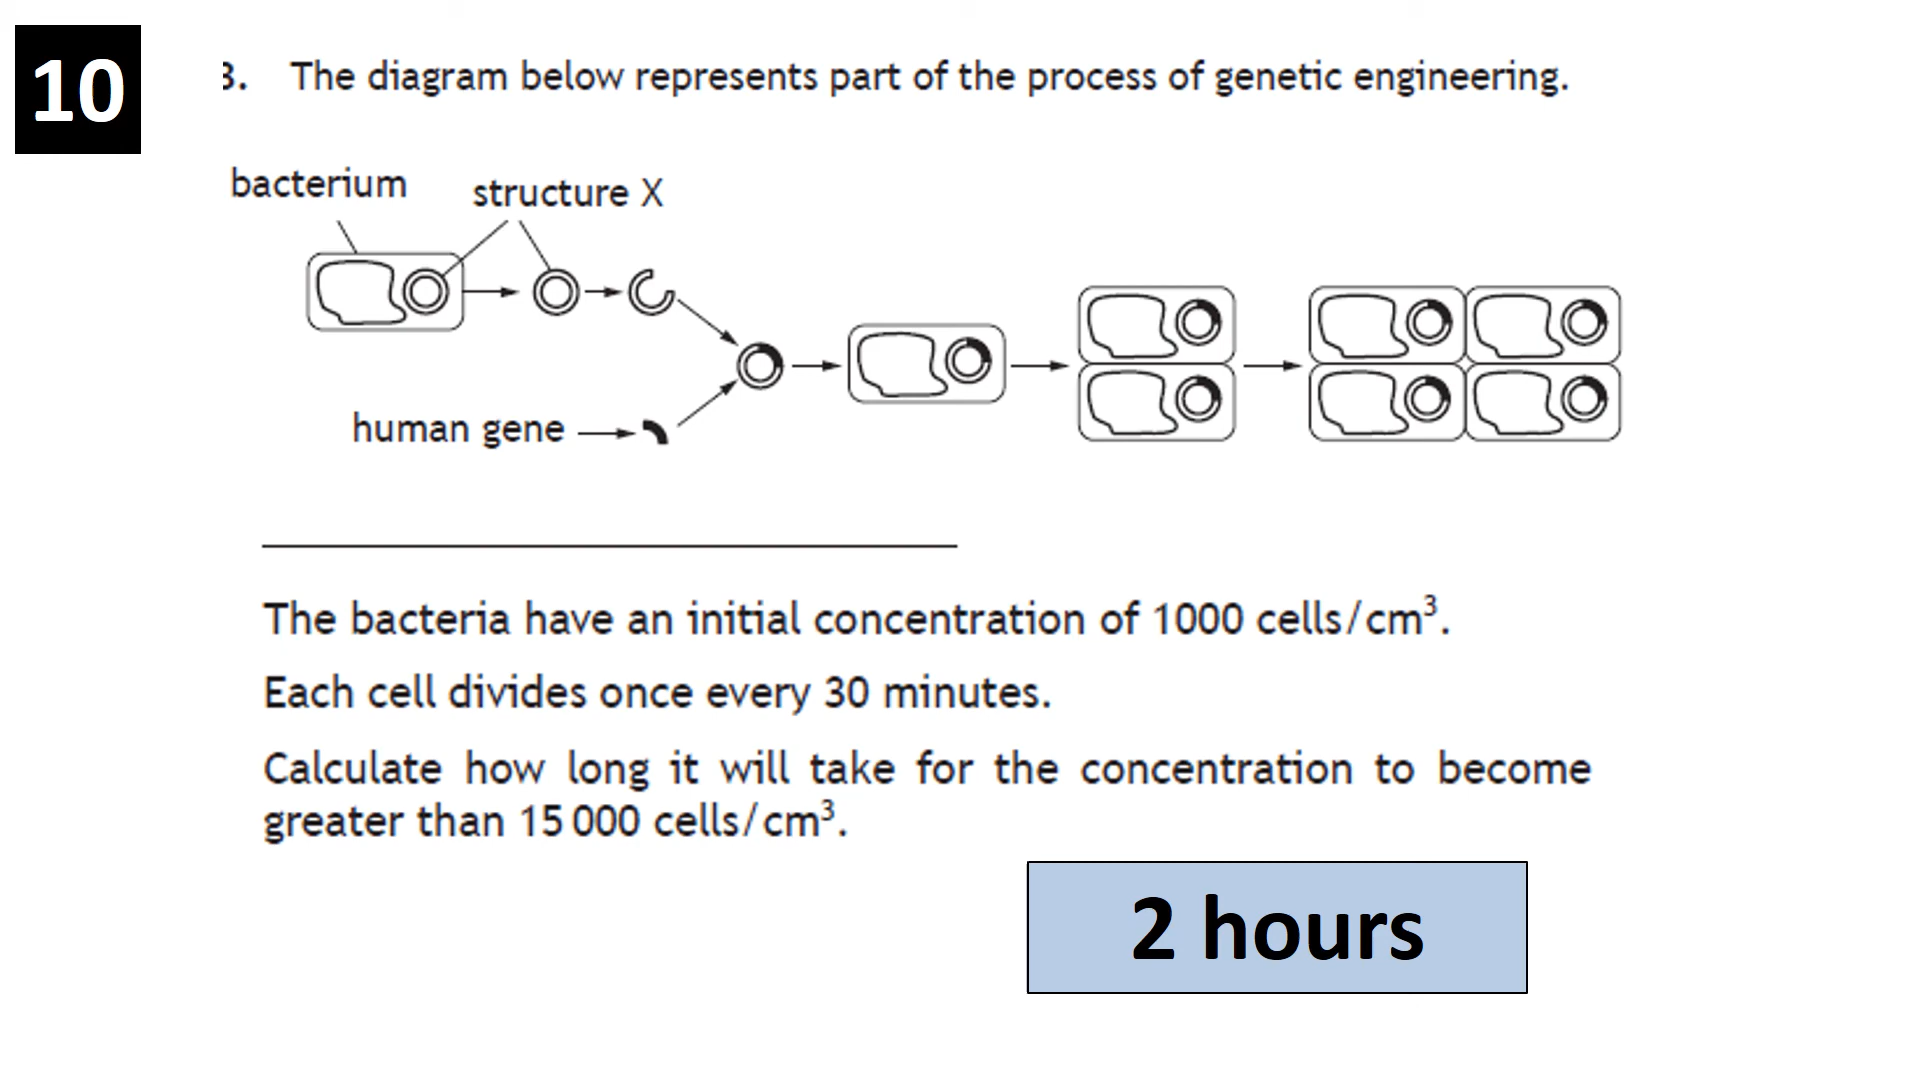 10
3. The diagram below represents part of the process of genetic engineering.
bacterium
structure X
human gene
The bacteria have an initial concentration of 1000 cells/cm³.
Each cell divides once every 30 minutes.
Calculate how long it will take for the concentration to become
greater than 15 000 cells/cm³.
2 hours